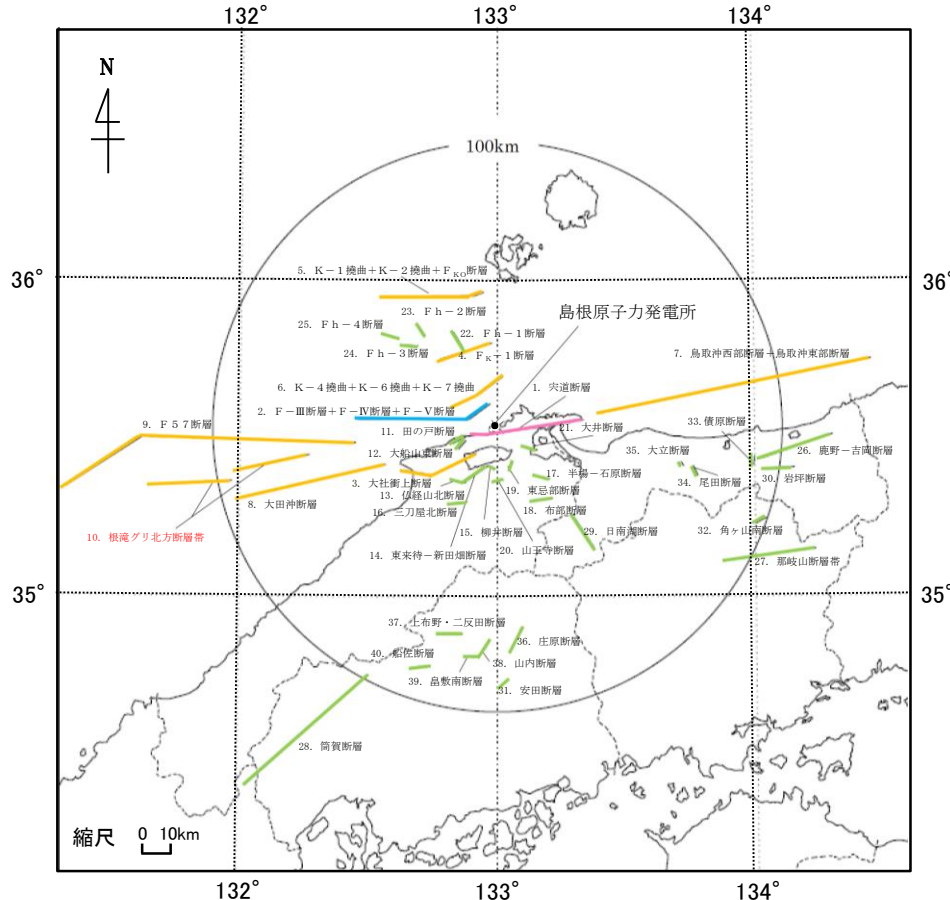 132°
133°
134°
N
100km
36°
36°
5. K－1撓曲＋K－2撓曲＋FKO断層
23. Fh－2断層
島根原子力発電所
25. Fh－4断層
22. Fh－1断層
24. Fh－3断層
4. FK－1断層
7. 鳥取沖西部断層＋鳥取沖東部断層
6. K－4撓曲＋K－6撓曲＋K－7撓曲
1. 宍道断層
2. F－Ⅲ断層＋F－Ⅳ断層＋F－Ⅴ断層
9. F57断層
11. 田の戸断層
21. 大井断層
33. 債原断層
12. 大船山東断層
35. 大立断層
26. 鹿野－吉岡断層
3. 大社衝上断層
17. 半場－石原断層
34. 尾田断層
30. 岩坪断層
13. 仏経山北断層
19. 東忌部断層
8. 大田沖断層
16. 三刀屋北断層
18. 布部断層
32. 角ヶ山南断層
10. 根滝グリ北方断層帯
15. 柳井断層
29. 日南湖断層
14. 東来待－新田畑断層
20. 山王寺断層
27. 那岐山断層帯
35°
35°
37. 上布野・二反田断層
36. 庄原断層
40. 船佐断層
38. 山内断層
39. 畠敷南断層
31. 安田断層
28. 筒賀断層
縮尺 0 10km
132°
133°
134°